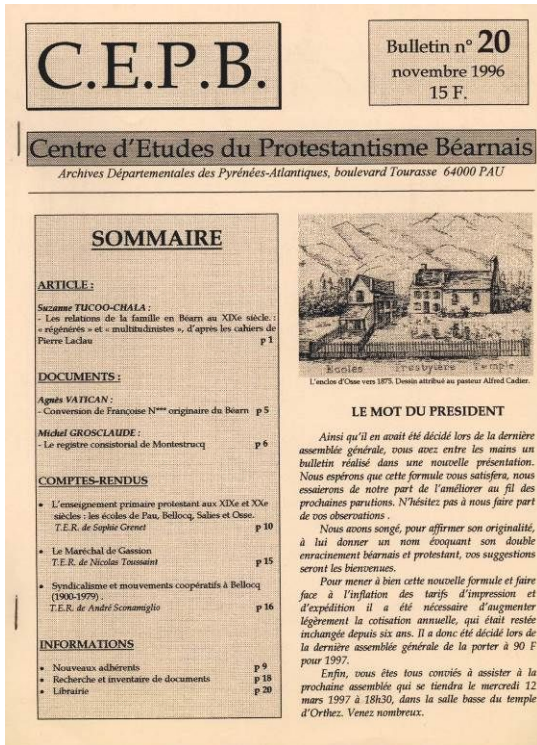 C.E.P.B.
Bulletin n° 20
novembre 1996
15 F.
Centre d'Etudes du Protestantisme Béarnais
Archives Départementales des Pyrénées-Atlantiques, boulevard Tourasse 64000 PAU
SOMMAIRE
ARTICLE :
Suzanne TUCOO-CHALA :
- Les relations de la famille en Béarn au XIXe siècle. :
« régénérés » et « multitudinistes », d'après les cahiers de
Pierre Laclau p 1
DOCUMENTS :
Agnès VATICAN :
- Conversion de Françoise N*** originaire du Béarn p 5
Michel GROSCLAUDE :
- Le registre consistorial de Montestrucq p 6
COMPTES-RENDUS
• L'enseignement primaire protestant aux XIXe et XXe
siècles : les écoles de Pau, Bellocq, Salies et Osse.
T.E.R. de Sophie Grenet p 10
• Le Maréchal de Gassion
T.E.R. de Nicolas Toussaint p 15
• Syndicalisme et mouvements coopératifs à Bellocq
(1900-1979) .
T.E.R. de André Sconamiglio p 16
INFORMATIONS
• Nouveaux adhérents p 9
• Recherche et inventaire de documents p 18
• Librairie p 20
Ecoles Presbytère Temple
L'enclos d'Osse vers 1875. Dessin attribué au pasteur Alfred Cadier.
LE MOT DU PRESIDENT
Ainsi qu'il en avait été décidé lors de la dernière
assemblée générale, vous avez entre les mains un
bulletin réalisé dans une nouvelle présentation.
Nous espérons que cette formule vous satisfera, nous
essaierons de notre part de l'améliorer au fil des
prochaines parutions. N'hésitez pas à nous faire part
de vos observations .
Nous avons songé, pour affirmer son originalité,
à lui donner un nom évoquant son double
enracinement béarnais et protestant, vos suggestions
seront les bienvenues.
Pour mener à bien cette nouvelle formule et faire
face à l'inflation des tarifs d'impression et
d'expédition il a été nécessaire d'augmenter
légèrement la cotisation annuelle, qui était restée
inchangée depuis six ans. Il a donc été décidé lors de
la dernière assemblée générale de la porter à 90 F
pour 1997.
Enfin, vous êtes tous conviés à assister à la
prochaine assemblée qui se tiendra le mercredi 12
mars 1997 à 18h30, dans la salle basse du temple
d'Orthez. Venez nombreux.